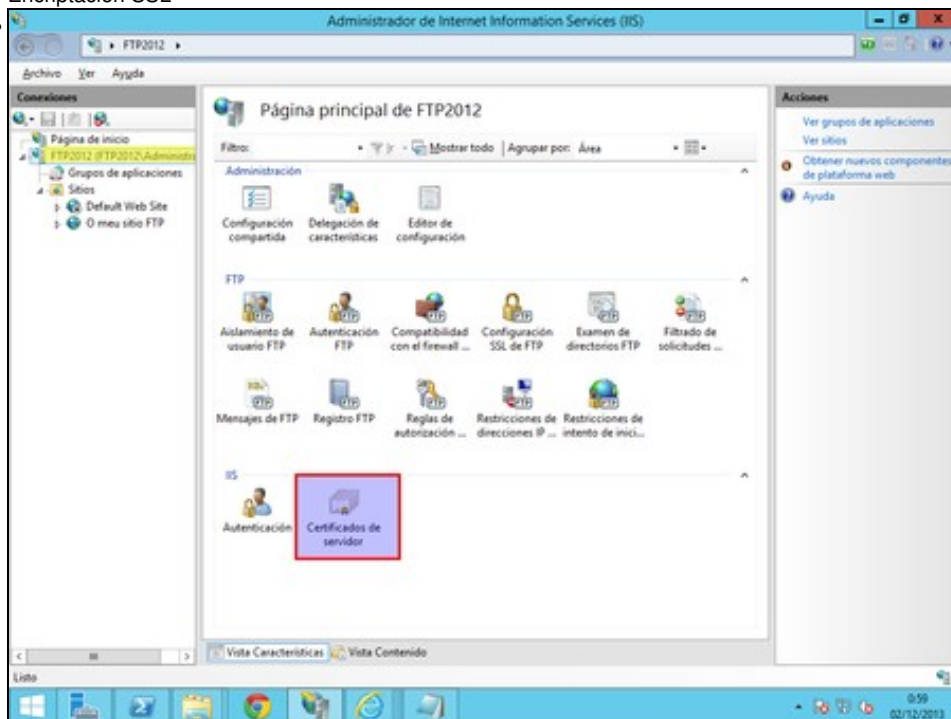 Encriptación SSL
Administrador de Internet Information Services (IIS)
FTP2012
Archivo Ver Ayuda
Conexiones
Página de inicio
FTP2012 (FTP2012\Administra
Grupos de aplicaciones
Sitios
Default Web Site
O meu sitio FTP
Página principal de FTP2012
Filtro:
Mostrar todo
Agrupar por: Área
Administración
Configuración compartida
Delegación de características
Editor de configuración
FTP
Aislamiento de usuario FTP
Autenticación FTP
Compatibilidad con el firewall ...
Configuración SSL de FTP
Examen de directorios FTP
Filtrado de solicitudes ...
Mensajes de FTP
Registro FTP
Reglas de autorización ...
Restricciones de direcciones IP ...
Restricciones de intento de inici...
IIS
Autenticación
Certificados de servidor
Vista Características
Vista Contenido
Listo
Acciones
Ver grupos de aplicaciones
Ver sitios
Obtener nuevos componentes
de plataforma web
Ayuda
0:59
02/12/2013